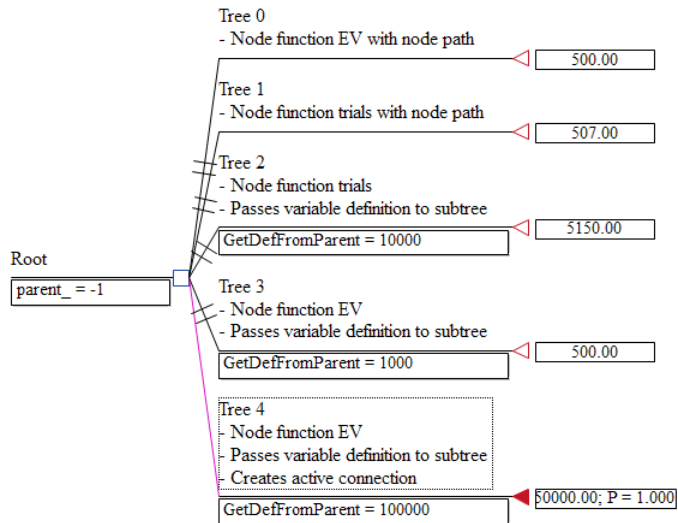 Tree 0
- Node function EV with node path
500.00
Tree 1
- Node function trials with node path
507.00
Tree 2
- Node function trials
- Passes variable definition to subtree
5150.00
GetDefFromParent = 10000
Root
parent_ = -1
Tree 3
- Node function EV
- Passes variable definition to subtree
500.00
GetDefFromParent = 1000
Tree 4
- Node function EV
- Passes variable definition to subtree
- Creates active connection
50000.00; P = 1.000
GetDefFromParent = 100000